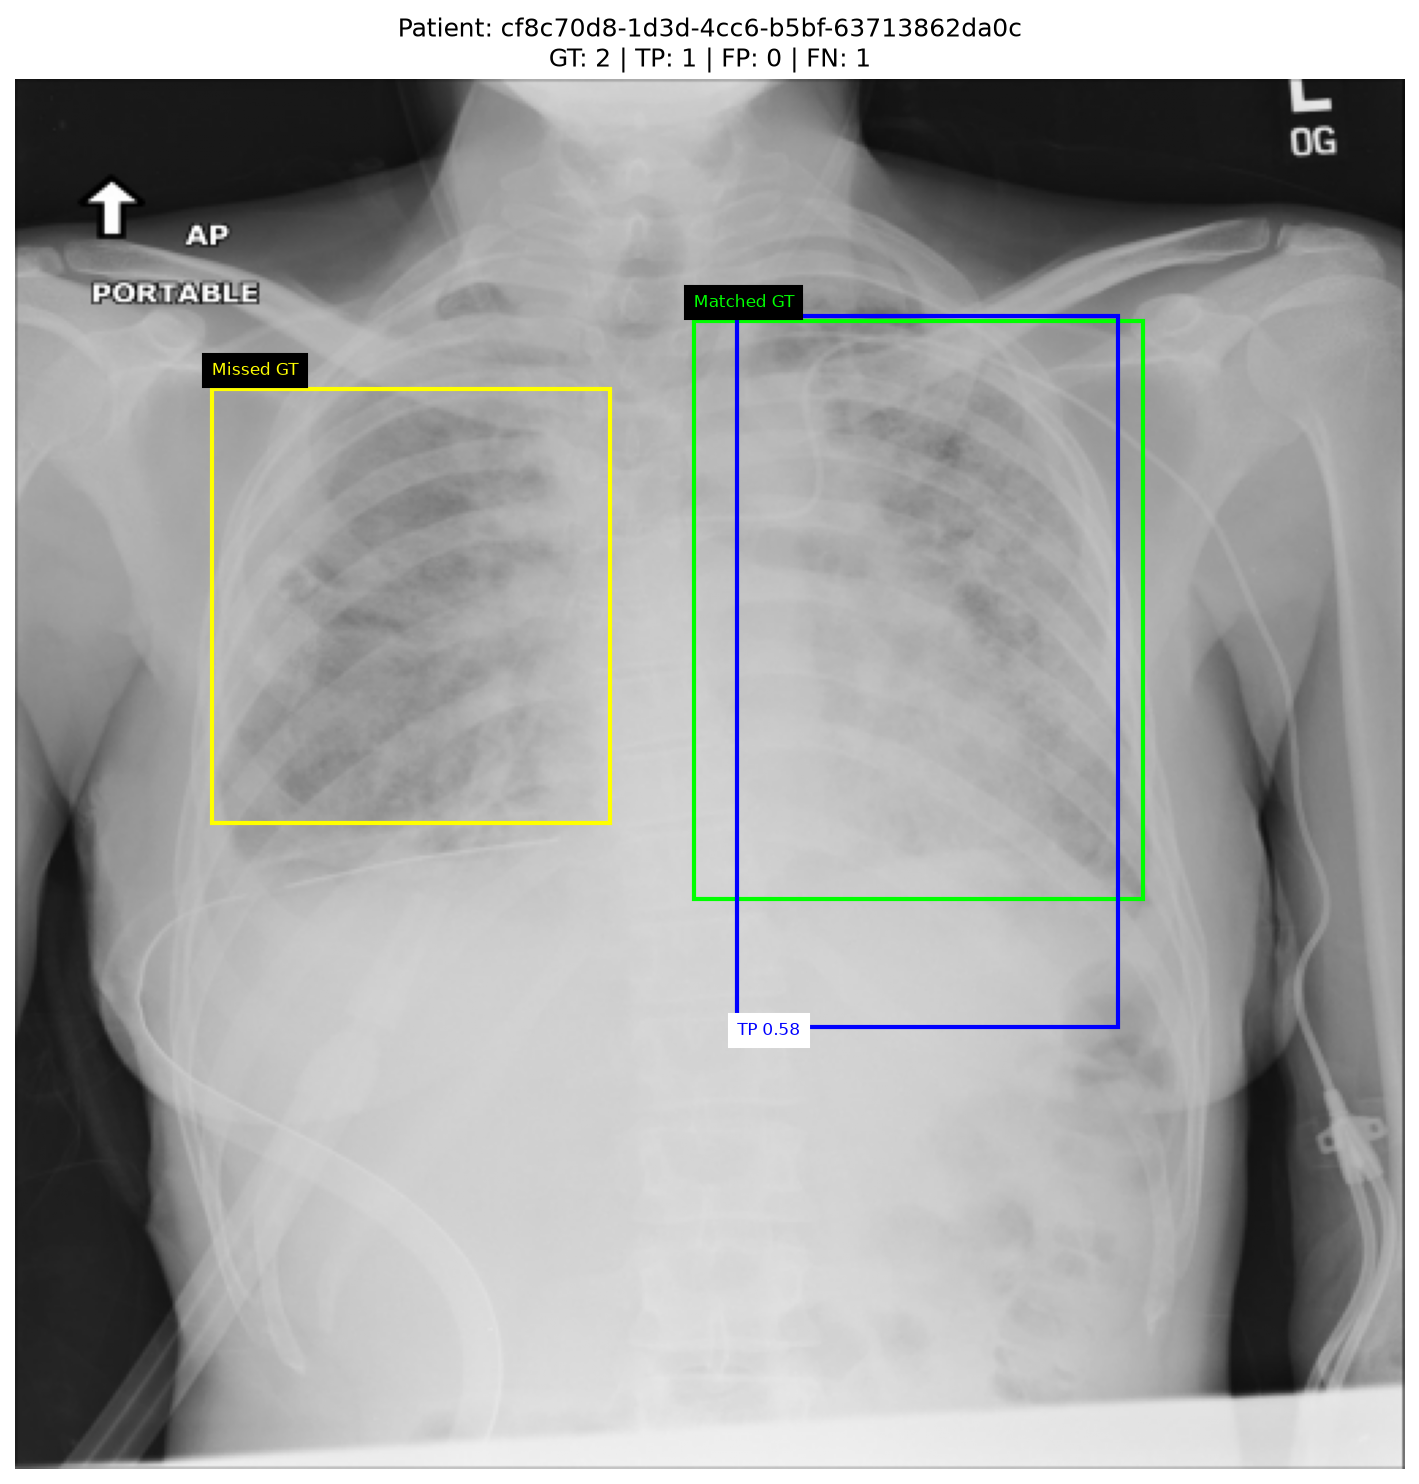 Patient: cf8c70d8-1d3d-4cc6-b5bf-63713862da0c
GT: 2 | TP: 1 | FP: 0 | FN: 1
L
OG
AP
PORTABLE
Matched GT
Missed GT
TP 0.58